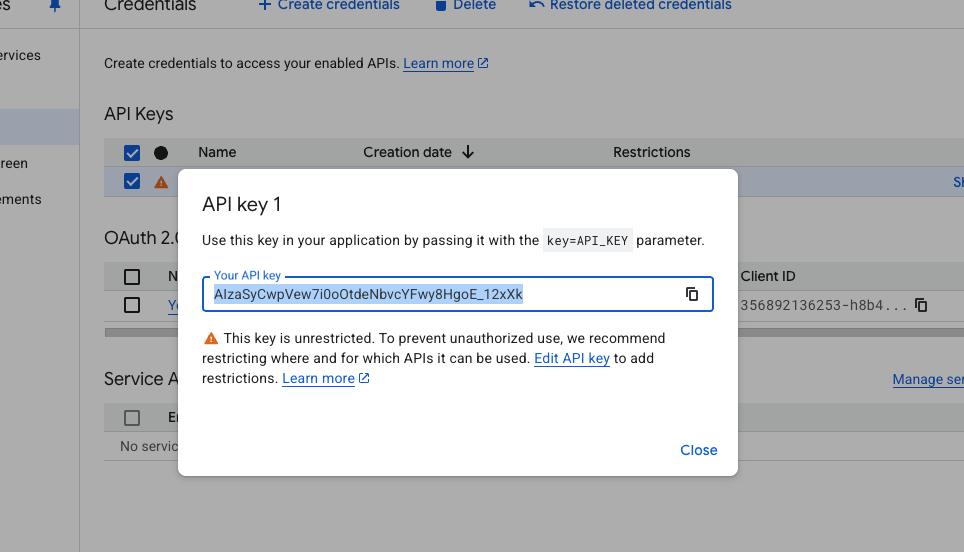 Credentials
Create credentials
Delete
Restore deleted credentials
ervices
Create credentials to access your enabled APIs. Learn more
API Keys
Name
Creation date
Restrictions
reen
ements
API key 1
Use this key in your application by passing it with the key=API_KEY parameter.
Your API key
AIzaSyCwpVew7i0oOtdeNbvcYFwy8HgoE_12xXk
This key is unrestricted. To prevent unauthorized use, we recommend
restricting where and for which APIs it can be used. Edit API key to add
restrictions. Learn more
Close
OAuth 2.0
Client ID
356892136253-h8b4...
Service A
Manage ser
No servic